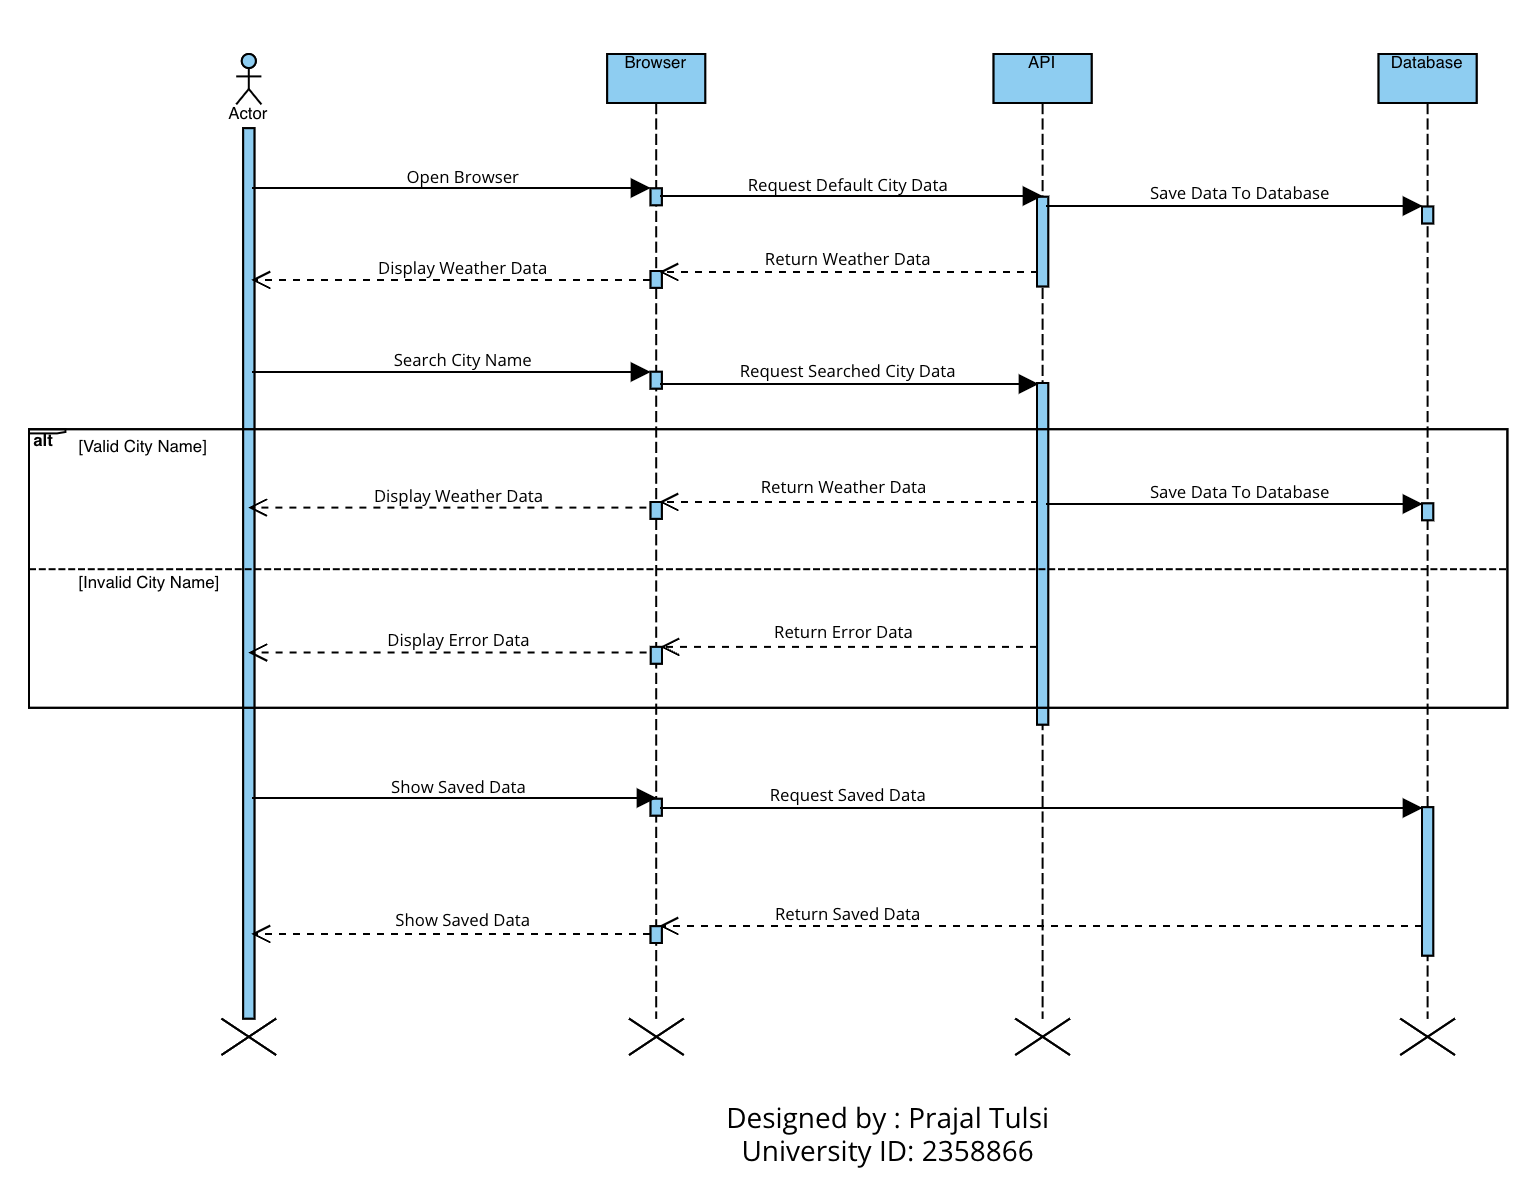 Actor
Browser
API
Database
Open Browser
Request Default City Data
Save Data To Database
Return Weather Data
Display Weather Data
Search City Name
Request Searched City Data
alt
[Valid City Name]
Return Weather Data
Save Data To Database
Display Weather Data
[Invalid City Name]
Return Error Data
Display Error Data
Show Saved Data
Request Saved Data
Return Saved Data
Show Saved Data
Designed by : Prajal Tulsi
University ID: 2358866